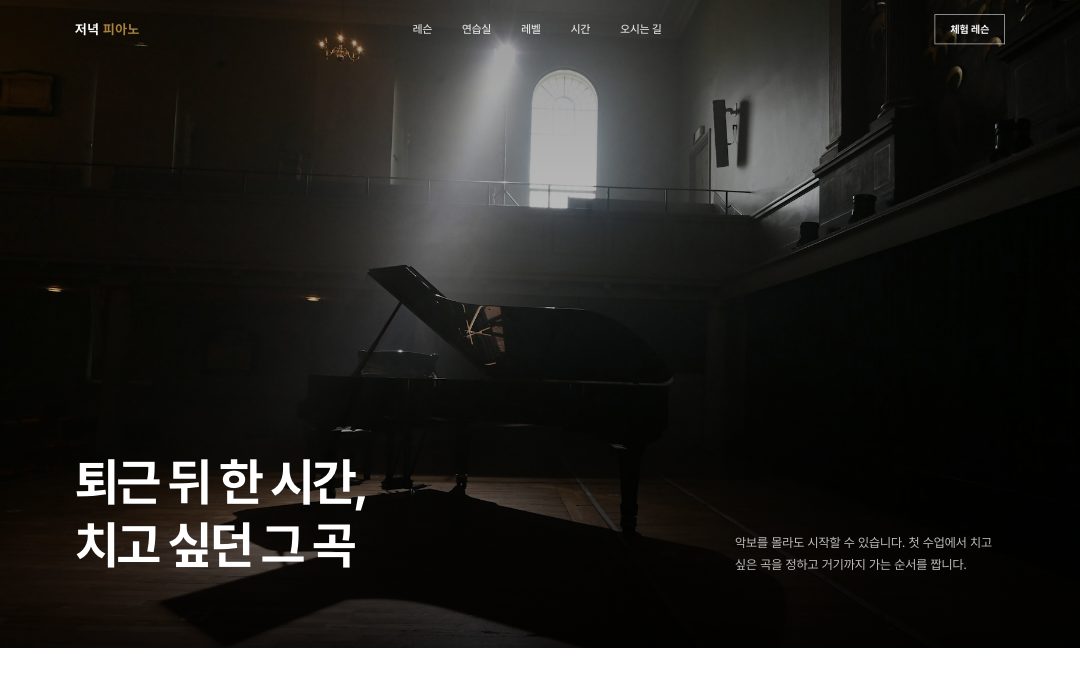 저녁 피아노
레슨
연습실
레벨
시간
오시는 길
체험 레슨
퇴근 뒤 한 시간,
치고 싶던 그 곡
악보를 몰라도 시작할 수 있습니다. 첫 수업에서 치고
싶은 곡을 정하고 거기까지 가는 순서를 짭니다.